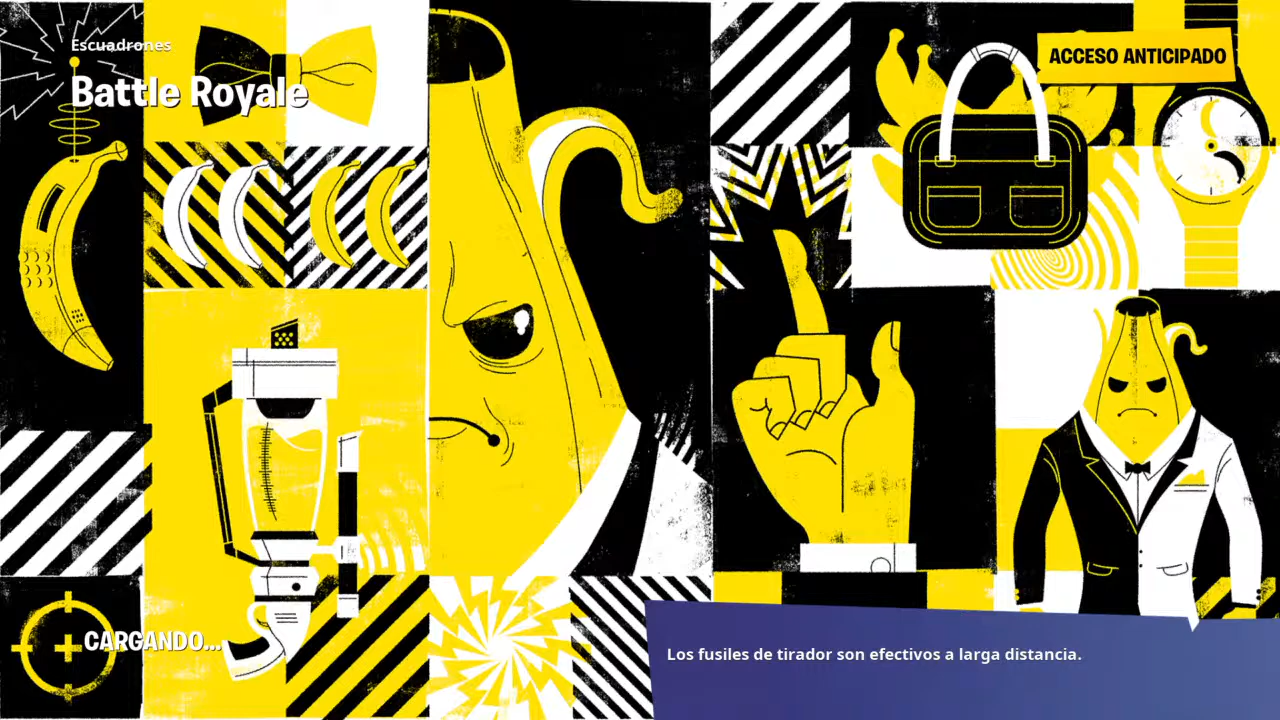 Escuadrones
Battle Royale
ACCESO ANTICIPADO
CARGANDO...
Los fusiles de tirador son efectivos a larga distancia.